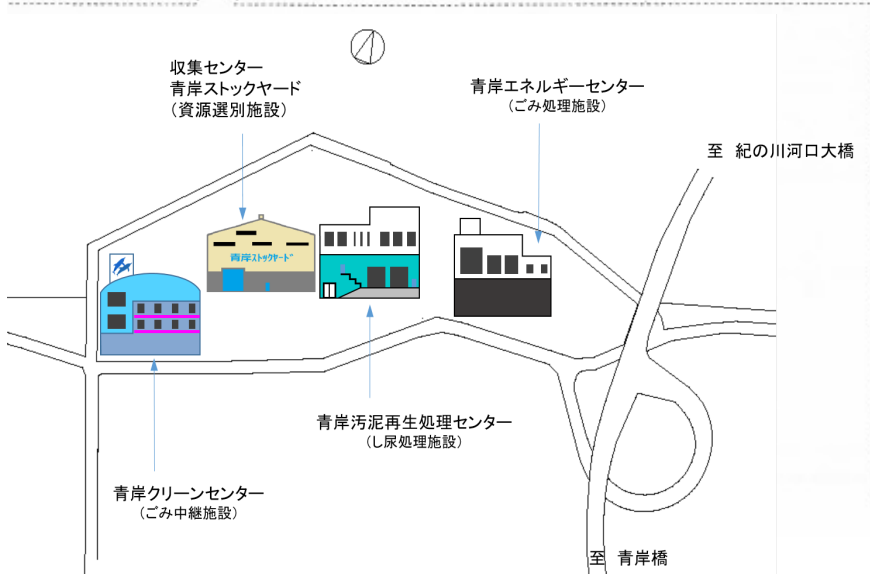 収集センター
青岸ストックヤード
(資源選別施設)
青岸エネルギーセンター
(ごみ処理施設)
至 紀の川河口大橋
青岸ストックヤード
青岸汚泥再生処理センター
(し尿処理施設)
青岸クリーンセンター
(ごみ中継施設)
至 青岸橋